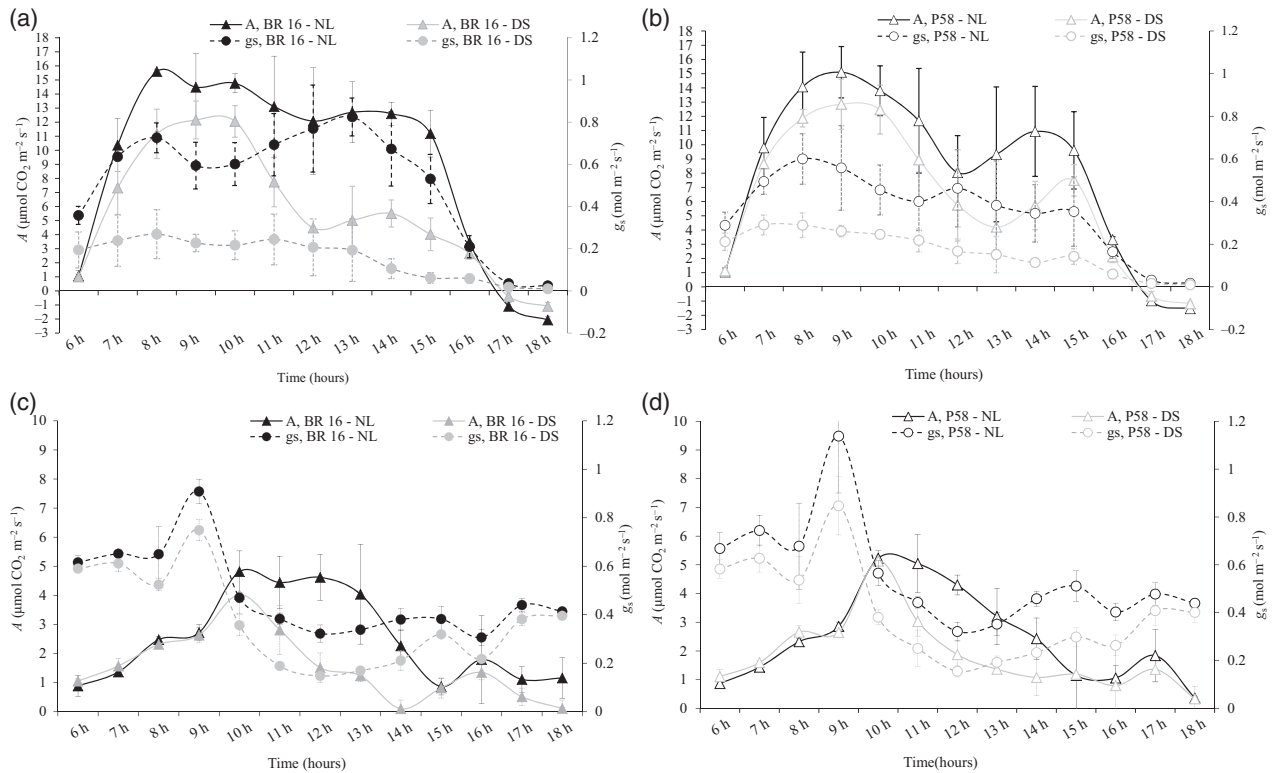 (a)
A, BR 16 - NL
A, BR 16 - DS
gs, BR 16 - NL
gs, BR 16 - DS
18
17
16
15
14
13
12
11
10
9
8
7
6
5
4
3
2
1
0
−1
−2
−3
A (μmol CO2 m−2 s−1)
1.2
1
0.8
0.6
0.4
0.2
0
−0.2
gs (mol m−2 s−1)
6 h 7 h 8 h 9 h 10 h 11 h 12 h 13 h 14 h 15 h 16 h 17 h 18 h
Time (hours)
(b)
A, P58 - NL
A, P58 - DS
gs, P58 - NL
gs, P58 - DS
18
17
16
15
14
13
12
11
10
9
8
7
6
5
4
3
2
1
0
−1
−2
−3
A (μmol CO2 m−2 s−1)
1.2
1
0.8
0.6
0.4
0.2
0
−0.2
gs (mol m−2 s−1)
6 h 7 h 8 h 9 h 10 h 11 h 12 h 13 h 14 h 15 h 16 h 17 h 18 h
Time (hours)
(c)
A, BR 16 - NL
A, BR 16 - DS
gs, BR 16 - NL
gs, BR 16 - DS
10
9
8
7
6
5
4
3
2
1
0
A (μmol CO2 m−2 s−1)
1.2
1
0.8
0.6
0.4
0.2
0
gs (mol m−2 s−1)
6 h 7 h 8 h 9 h 10 h 11 h 12 h 13 h 14 h 15 h 16 h 17 h 18 h
Time (hours)
(d)
A, P58 - NL
A, P58 - DS
gs, P58 - NL
gs, P58 - DS
10
9
8
7
6
5
4
3
2
1
0
A (μmol CO2 m−2 s−1)
1.2
1
0.8
0.6
0.4
0.2
0
gs (mol m−2 s−1)
6 h 7 h 8 h 9 h 10 h 11 h 12 h 13 h 14 h 15 h 16 h 17 h 18 h
Time(hours)